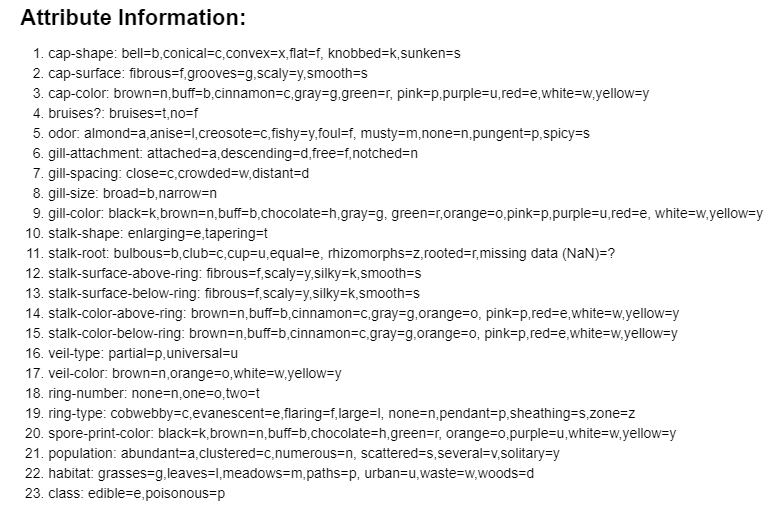 Attribute Information:
1. cap-shape: bell=b,conical=c,convex=x,flat=f, knobbed=k,sunken=s
2. cap-surface: fibrous=f,grooves=g,scaly=y,smooth=s
3. cap-color: brown=n,buff=b,cinnamon=c,gray=g,green=r, pink=p,purple=u,red=e,white=w,yellow=y
4. bruises?: bruises=t,no=f
5. odor: almond=a,anise=l,creosote=c,fishy=y,foul=f, musty=m,none=n,pungent=p,spicy=s
6. gill-attachment: attached=a,descending=d,free=f,notched=n
7. gill-spacing: close=c,crowded=w,distant=d
8. gill-size: broad=b,narrow=n
9. gill-color: black=k,brown=n,buff=b,chocolate=h,gray=g, green=r,orange=o,pink=p,purple=u,red=e, white=w,yellow=y
10. stalk-shape: enlarging=e,tapering=t
11. stalk-root: bulbous=b,club=c,cup=u,equal=e, rhizomorphs=z,rooted=r,missing data (NaN)=?
12. stalk-surface-above-ring: fibrous=f,scaly=y,silky=k,smooth=s
13. stalk-surface-below-ring: fibrous=f,scaly=y,silky=k,smooth=s
14. stalk-color-above-ring: brown=n,buff=b,cinnamon=c,gray=g,orange=o, pink=p,red=e,white=w,yellow=y
15. stalk-color-below-ring: brown=n,buff=b,cinnamon=c,gray=g,orange=o, pink=p,red=e,white=w,yellow=y
16. veil-type: partial=p,universal=u
17. veil-color: brown=n,orange=o,white=w,yellow=y
18. ring-number: none=n,one=o,two=t
19. ring-type: cobwebby=c,evanescent=e,flaring=f,large=l, none=n,pendant=p,sheathing=s,zone=z
20. spore-print-color: black=k,brown=n,buff=b,chocolate=h,green=r, orange=o,purple=u,white=w,yellow=y
21. population: abundant=a,clustered=c,numerous=n, scattered=s,several=v,solitary=y
22. habitat: grasses=g,leaves=l,meadows=m,paths=p, urban=u,waste=w,woods=d
23. class: edible=e,poisonous=p